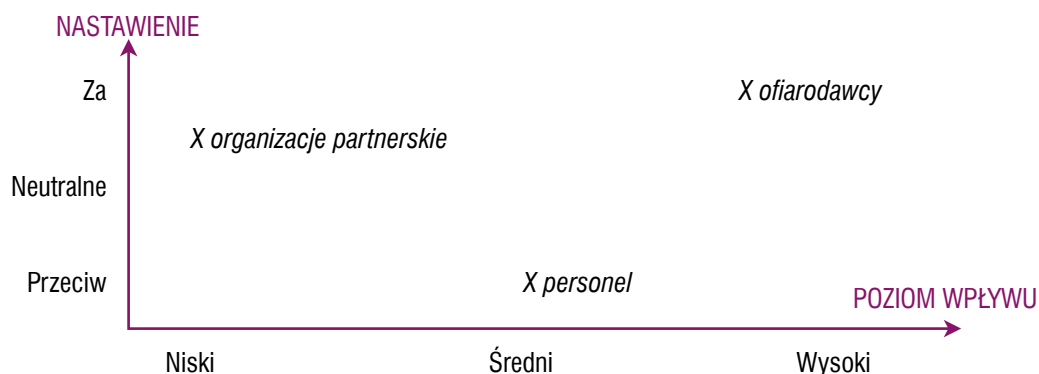 NASTAWIENIE
Za
X ofiarodawcy
X organizacje partnerskie
Neutralne
Przeciw
X personel
POZIOM WPŁYWU
Niski
Średni
Wysoki